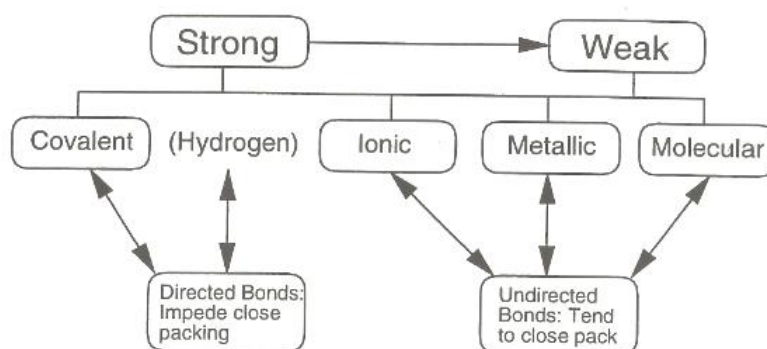 Strong
Weak
Covalent
(Hydrogen)
Ionic
Metallic
Molecular
Directed Bonds:
Impede close
packing
Undirected
Bonds: Tend
to close pack